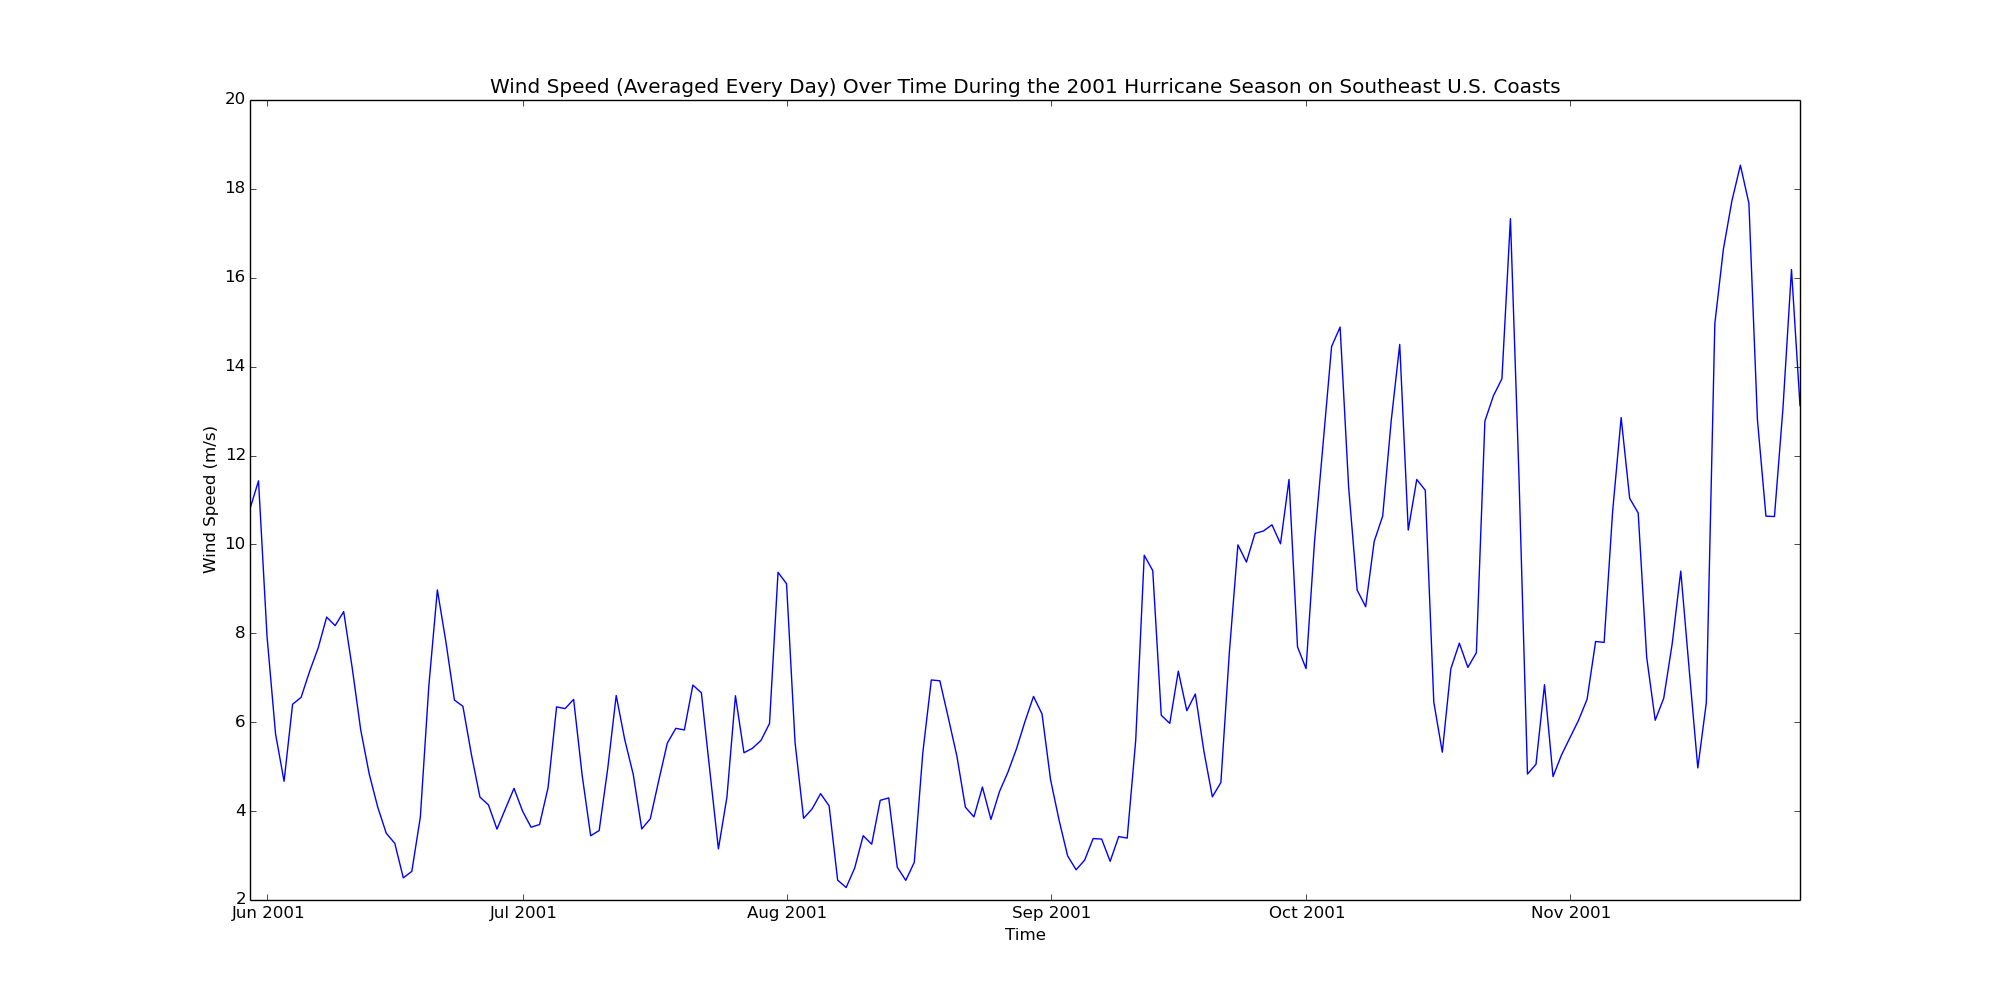 Wind Speed (Averaged Every Day) Over Time During the 2001 Hurricane Season on Southeast U.S. Coasts
20
18
16
14
12
10
8
6
4
2
Wind Speed (m/s)
Jun 2001 Jul 2001 Aug 2001 Sep 2001 Oct 2001 Nov 2001
Time